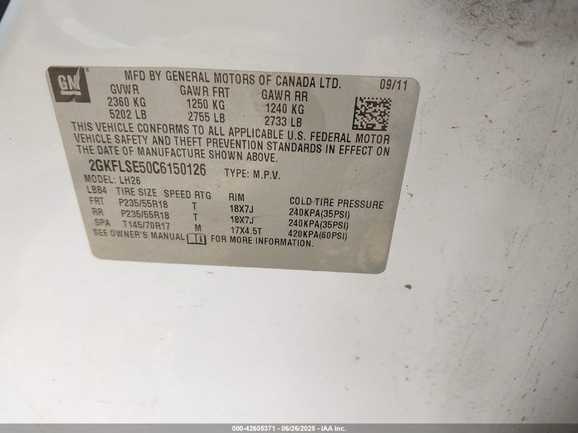 GM
MFD BY GENERAL MOTORS OF CANADA LTD. 09/11
GVWR GAWR FRT GAWR RR
2360 KG 1250 KG 1240 KG
5202 LB 2755 LB 2733 LB
THIS VEHICLE CONFORMS TO ALL APPLICABLE U.S. FEDERAL MOTOR
VEHICLE SAFETY AND THEFT PREVENTION STANDARDS IN EFFECT ON
THE DATE OF MANUFACTURE SHOWN ABOVE.
2GKFLSE50C6150126 TYPE: M.P.V.
MODEL: LH26
LBB4 TIRE SIZE SPEED RTG RIM COLD TIRE PRESSURE
FRT P235/55R18 T 18X7J 240KPA(35PSI)
RR P235/55R18 T 18X7J 240KPA(35PSI)
SPA T145/70R17 M 17X4.5T 420KPA(60PSI)
SEE OWNER'S MANUAL FOR MORE INFORMATION.
000-42605371 - 06/26/2025 - IAA Inc.